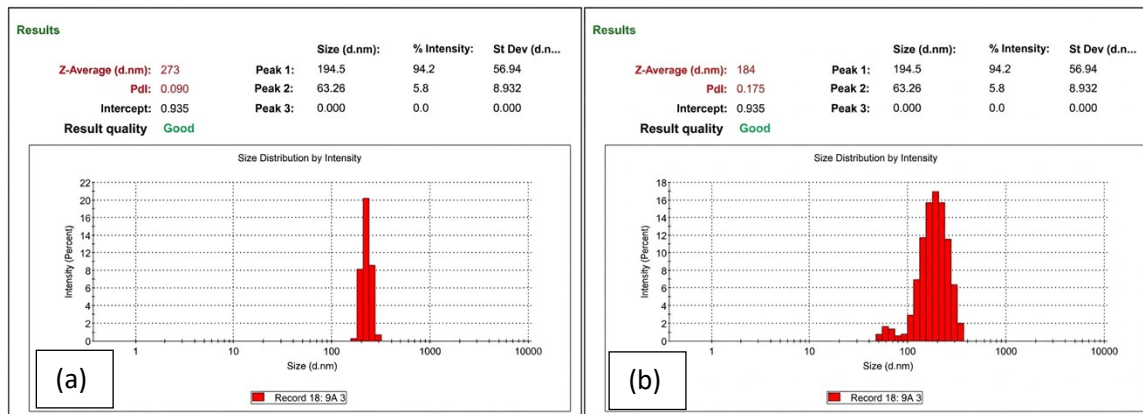 Results
Size (d.nm): % Intensity: St Dev (d.n...
Z-Average (d.nm): 273 Peak 1: 194.5 94.2 56.94
PdI: 0.090 Peak 2: 63.26 5.8 8.932
Intercept: 0.935 Peak 3: 0.000 0.0 0.000
Result quality Good
Size Distribution by Intensity
Intensity (Percent)
22
20
18
16
14
12
10
8
6
4
2
0
1 10 100 1000 10000
Size (d.nm)
Record 18: 9A 3
(a)
Results
Size (d.nm): % Intensity: St Dev (d.n...
Z-Average (d.nm): 184 Peak 1: 194.5 94.2 56.94
PdI: 0.175 Peak 2: 63.26 5.8 8.932
Intercept: 0.935 Peak 3: 0.000 0.0 0.000
Result quality Good
Size Distribution by Intensity
Intensity (Percent)
18
16
14
12
10
8
6
4
2
0
1 10 100 1000 10000
Size (d.nm)
Record 18: 9A 3
(b)